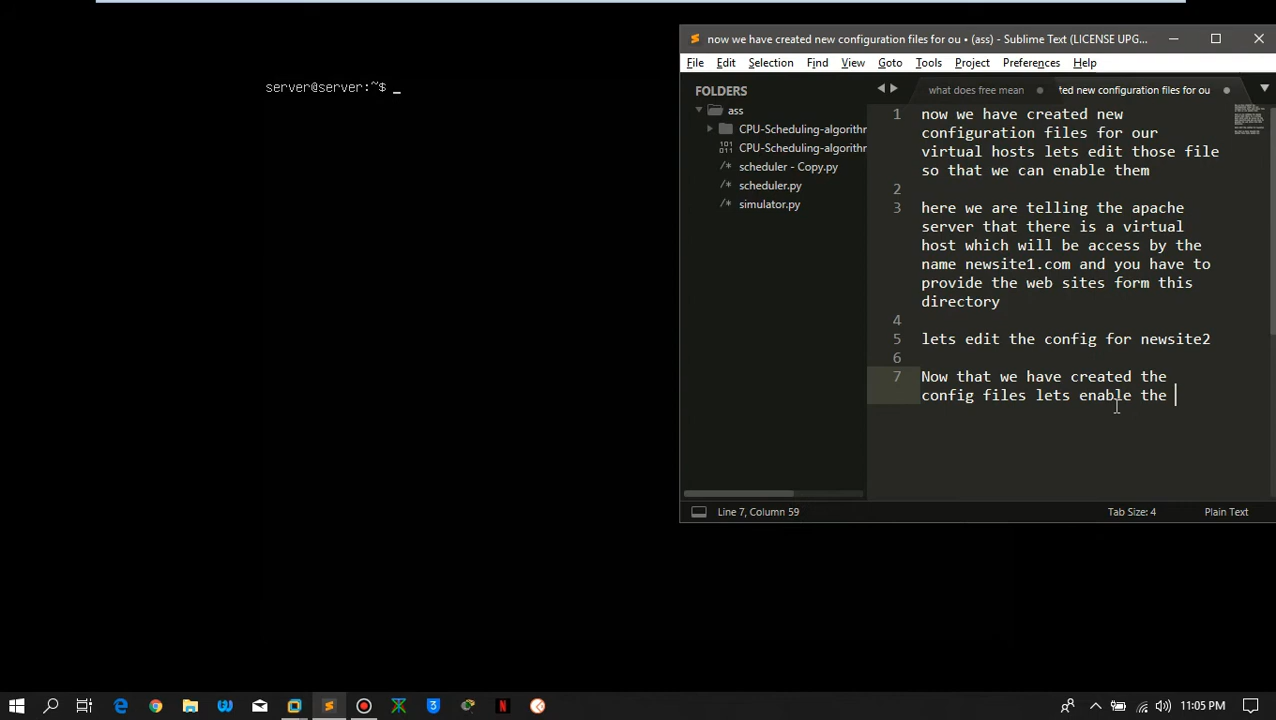 now we have created new configuration files for ou • (ass) - Sublime Text (LICENSE UPG...
File Edit Selection Find View Goto Tools Project Preferences Help
server@server:~$ _
FOLDERS
ass
CPU-Scheduling-algorithm
CPU-Scheduling-algorithm
scheduler - Copy.py
scheduler.py
simulator.py
what does free mean
ted new configuration files for ou
1 now we have created new
configuration files for our
virtual hosts lets edit those file
so that we can enable them
2
3 here we are telling the apache
server that there is a virtual
host which will be access by the
name newsite1.com and you have to
provide the web sites form this
directory
4
5 lets edit the config for newsite2
6
7 Now that we have created the
config files lets enable the
Line 7, Column 59
Tab Size: 4
Plain Text
11:05 PM